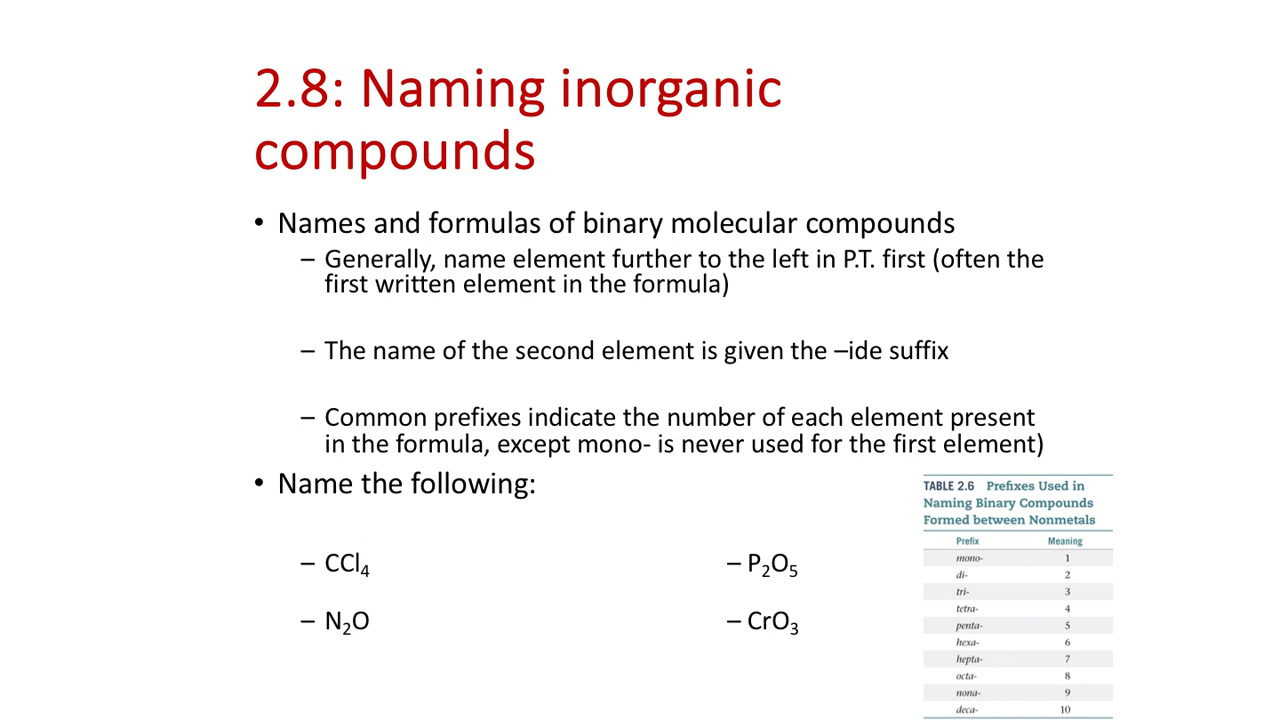 2.8: Naming inorganic
compounds
• Names and formulas of binary molecular compounds
– Generally, name element further to the left in P.T. first (often the
first written element in the formula)
– The name of the second element is given the –ide suffix
– Common prefixes indicate the number of each element present
in the formula, except mono- is never used for the first element)
• Name the following:
– CCl₄
– P₂O₅
– N₂O
– CrO₃
TABLE 2.6 Prefixes Used in
Naming Binary Compounds
Formed between Nonmetals
Prefix Meaning
mono- 1
di- 2
tri- 3
tetra- 4
penta- 5
hexa- 6
hepta- 7
octa- 8
nona- 9
deca- 10